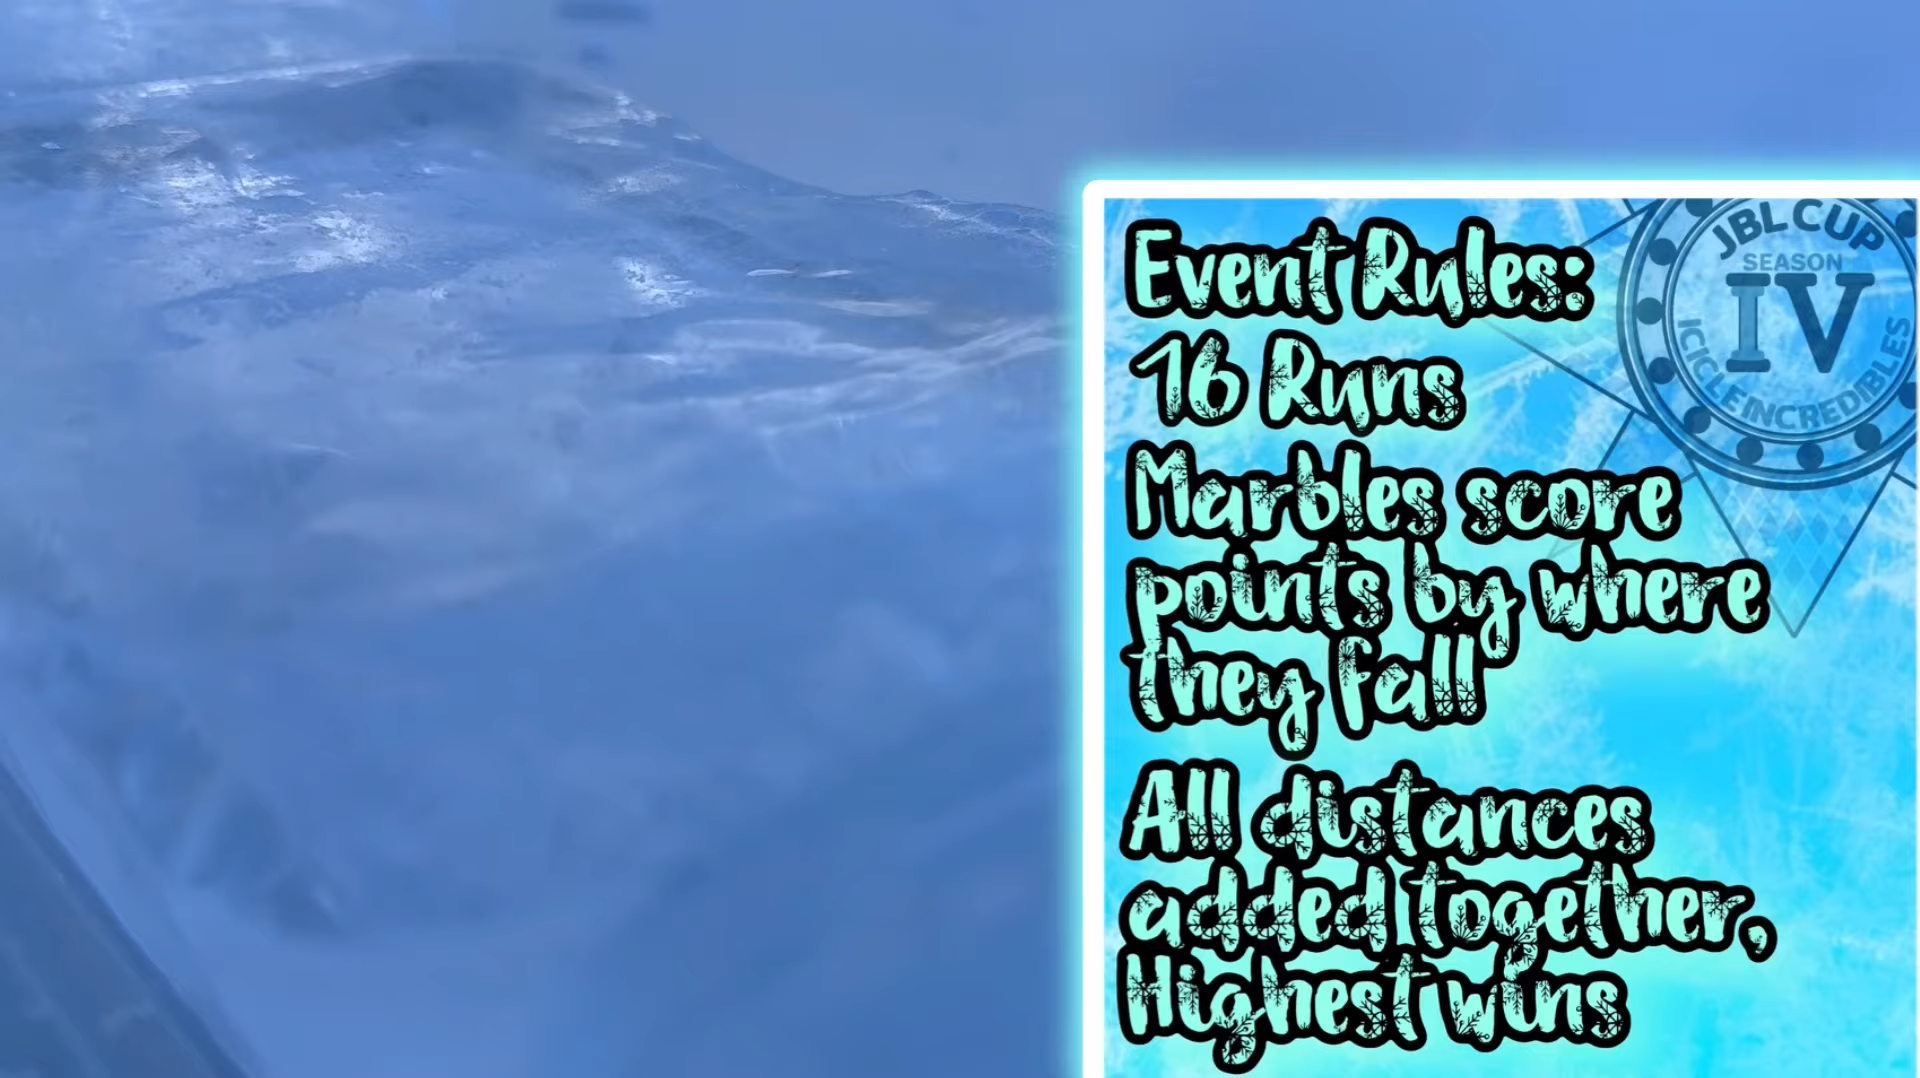 Event Rules:
16 Runs
Marbles score
points by where
they fall
All distances
added together,
Highest wins
JBL CUP
SEASON
IV
ICICLE INCREDIBLES